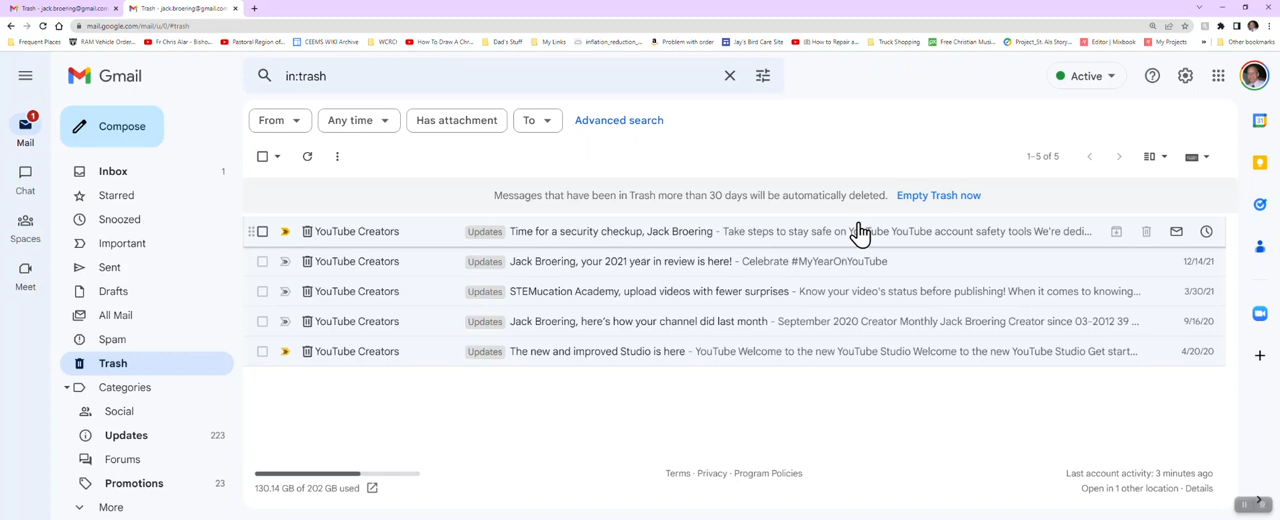 Trash - jack.broering@gmail.com
Trash - jack.broering@gmail.com
mail.google.com/mail/u/0/#trash
Frequent Places RAM Vehicle Order... Fr Chris Alar - Bisho... Pastoral Region of... CEEMS WIKI Archive WCRCI How To Draw A Chr... Dad's Stuff My Links inflation_reduction_... Problem with order Jay's Bird Care Site (8) How to Repair a... Truck Shopping Free Christian Musi... Project_St. Als Story... Editor | Mixbook My Projects » Other bookmarks
Gmail
in:trash
Active
1
Mail
Chat
Spaces
Meet
Compose
Inbox 1
Starred
Snoozed
Important
Sent
Drafts
All Mail
Spam
Trash
Categories
Social
Updates 223
Forums
Promotions 483
More
From Any time Has attachment To Advanced search
1–5 of 5
Messages that have been in Trash more than 30 days will be automatically deleted. Empty Trash now
YouTube Creators Updates Time for a security checkup, Jack Broering - Take steps to stay safe on YouTube YouTube account safety tools We're dedi...
YouTube Creators Updates Jack Broering, your 2021 year in review is here! - Celebrate #MyYearOnYouTube 12/14/21
YouTube Creators Updates STEMucation Academy, upload videos with fewer surprises - Know your video's status before publishing! When it comes to knowing... 3/30/21
YouTube Creators Updates Jack Broering, here's how your channel did last month - September 2020 Creator Monthly Jack Broering Creator since 03-2012 39 ... 9/16/20
YouTube Creators Updates The new and improved Studio is here - YouTube Welcome to the new YouTube Studio Welcome to the new YouTube Studio Get start... 4/20/20
130.14 GB of 202 GB used
Terms · Privacy · Program Policies
Last account activity: 3 minutes ago
Open in 1 other location · Details